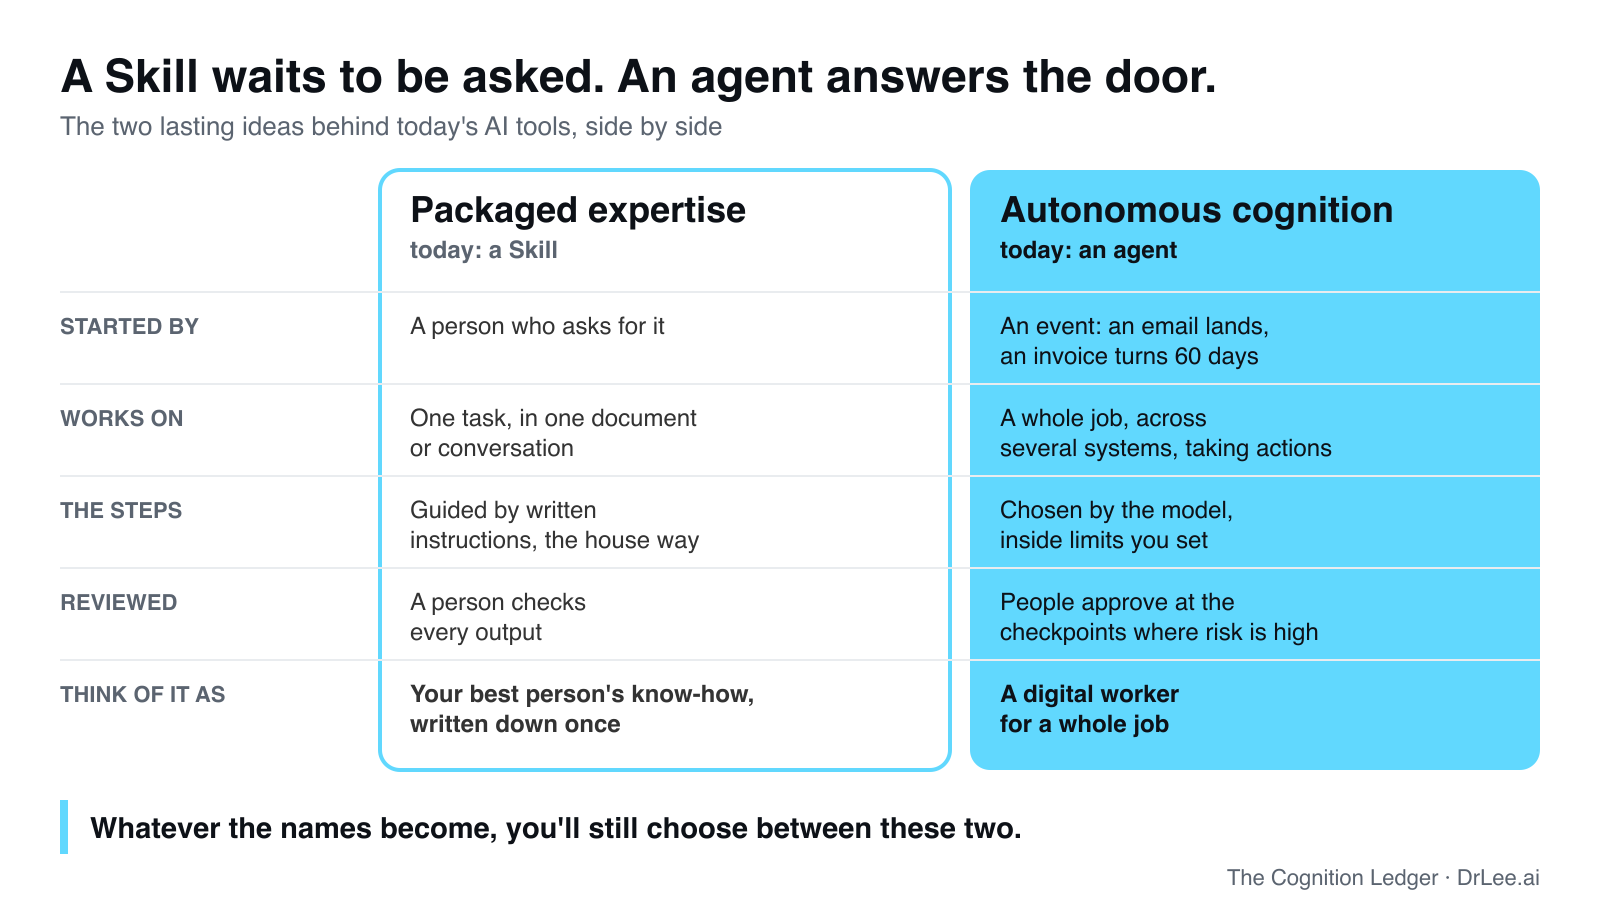 A Skill waits to be asked. An agent answers the door.
The two lasting ideas behind today's AI tools, side by side
Packaged expertise
today: a Skill
Autonomous cognition
today: an agent
STARTED BY
A person who asks for it
An event: an email lands,
an invoice turns 60 days
WORKS ON
One task, in one document
or conversation
A whole job, across
several systems, taking actions
THE STEPS
Guided by written
instructions, the house way
Chosen by the model,
inside limits you set
REVIEWED
A person checks
every output
People approve at the
checkpoints where risk is high
THINK OF IT AS
Your best person's know-how,
written down once
A digital worker
for a whole job
Whatever the names become, you'll still choose between these two.
The Cognition Ledger · DrLee.ai